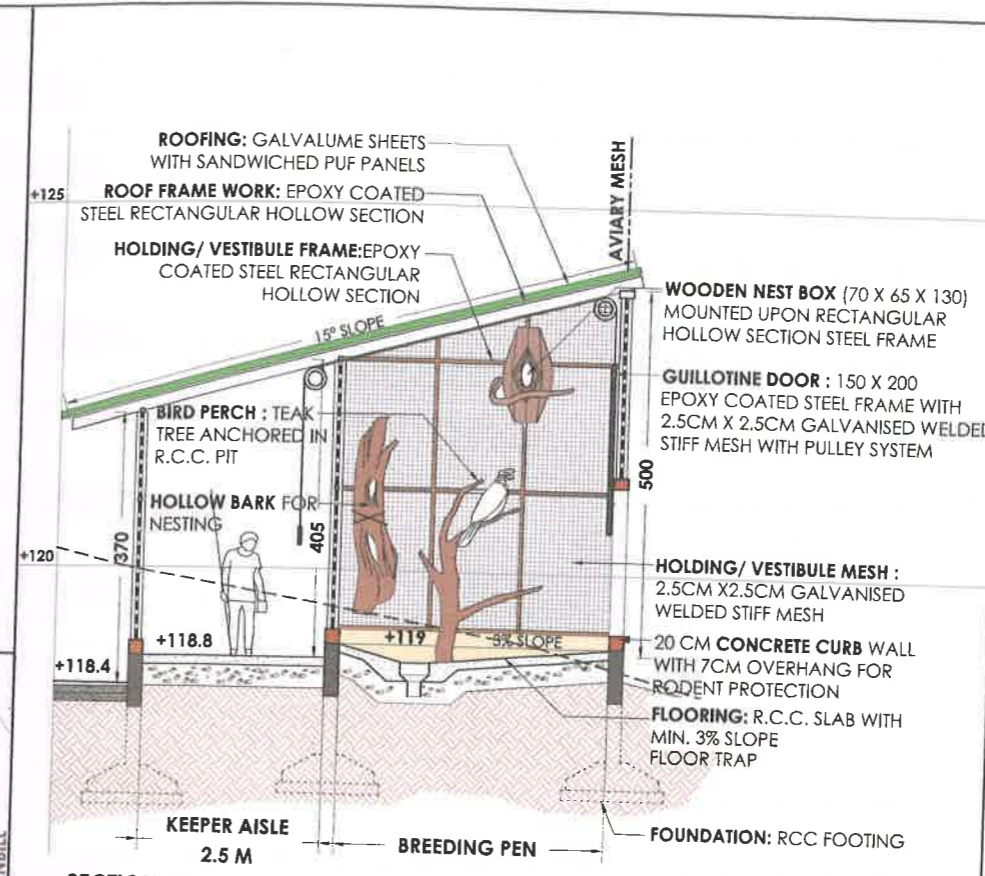 ROOFING: GALVALUME SHEETS
WITH SANDWICHED PUF PANELS
+125
ROOF FRAME WORK: EPOXY COATED
STEEL RECTANGULAR HOLLOW SECTION
AVIARY MESH
HOLDING/ VESTIBULE FRAME:EPOXY
COATED STEEL RECTANGULAR
HOLLOW SECTION
15° SLOPE
WOODEN NEST BOX (70 X 65 X 130)
MOUNTED UPON RECTANGULAR
HOLLOW SECTION STEEL FRAME
GUILLOTINE DOOR : 150 X 200
EPOXY COATED STEEL FRAME WITH
2.5CM X 2.5CM GALVANISED WELDED
STIFF MESH WITH PULLEY SYSTEM
BIRD PERCH : TEAK
TREE ANCHORED IN
R.C.C. PIT
HOLLOW BARK FOR
NESTING
500
370
405
+120
HOLDING/ VESTIBULE MESH :
2.5CM X2.5CM GALVANISED
WELDED STIFF MESH
+118.8
+119
3% SLOPE
+118.4
20 CM CONCRETE CURB WALL
WITH 7CM OVERHANG FOR
RODENT PROTECTION
FLOORING: R.C.C. SLAB WITH
MIN. 3% SLOPE
FLOOR TRAP
KEEPER AISLE
2.5 M
BREEDING PEN
FOUNDATION: RCC FOOTING